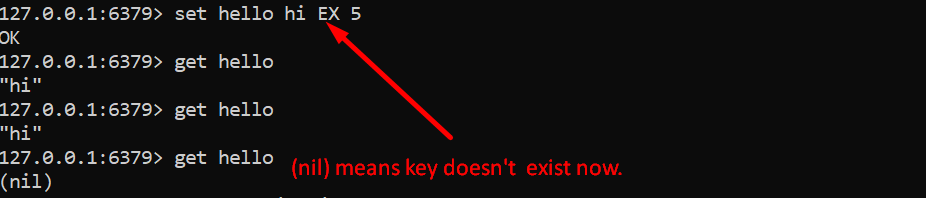 127.0.0.1:6379> set hello hi EX 5
OK
127.0.0.1:6379> get hello
"hi"
127.0.0.1:6379> get hello
"hi"
127.0.0.1:6379> get hello
(nil) means key doesn't exist now.
(nil)